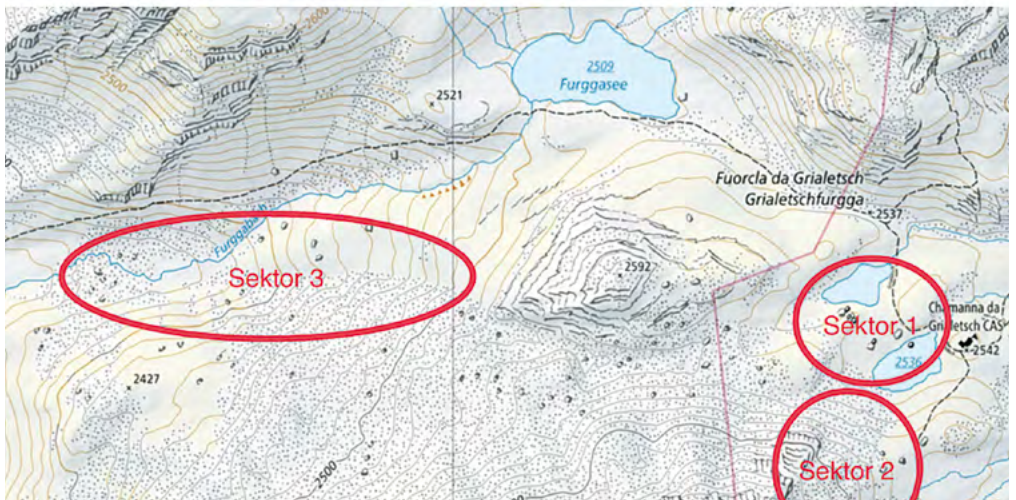 2600
2500
2509
Furggasee
2521
Fuorcla da Grialetsch
Grialetschfurgga
2537
Furggabach
Sektor 3
2592
Sektor 1
Chamanna da
Grialetsch CAS
2542
2536
2427
2500
Sektor 2